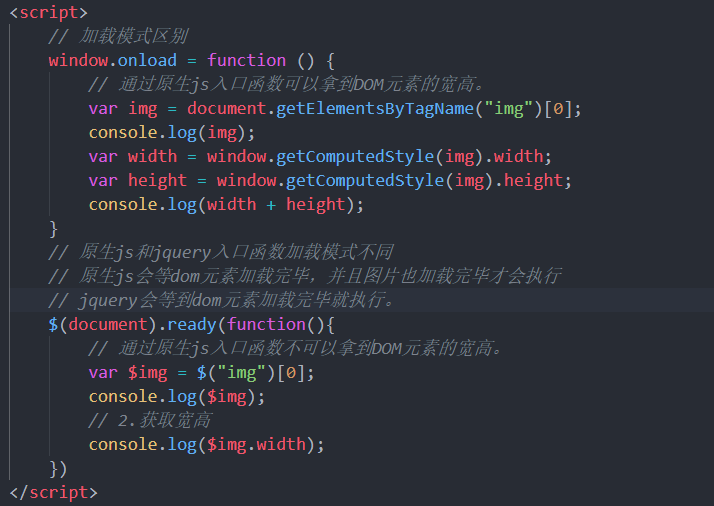 <script>
// 加载模式区别
window.onload = function () {
// 通过原生js入口函数可以拿到DOM元素的宽高。
var img = document.getElementsByTagName("img")[0];
console.log(img);
var width = window.getComputedStyle(img).width;
var height = window.getComputedStyle(img).height;
console.log(width + height);
}
// 原生js和jquery入口函数加载模式不同
// 原生js会等dom元素加载完毕，并且图片也加载完毕才会执行
// jquery会等到dom元素加载完毕就执行。
$(document).ready(function(){
// 通过原生js入口函数不可以拿到DOM元素的宽高。
var $img = $("img")[0];
console.log($img);
// 2.获取宽高
console.log($img.width);
})
</script>